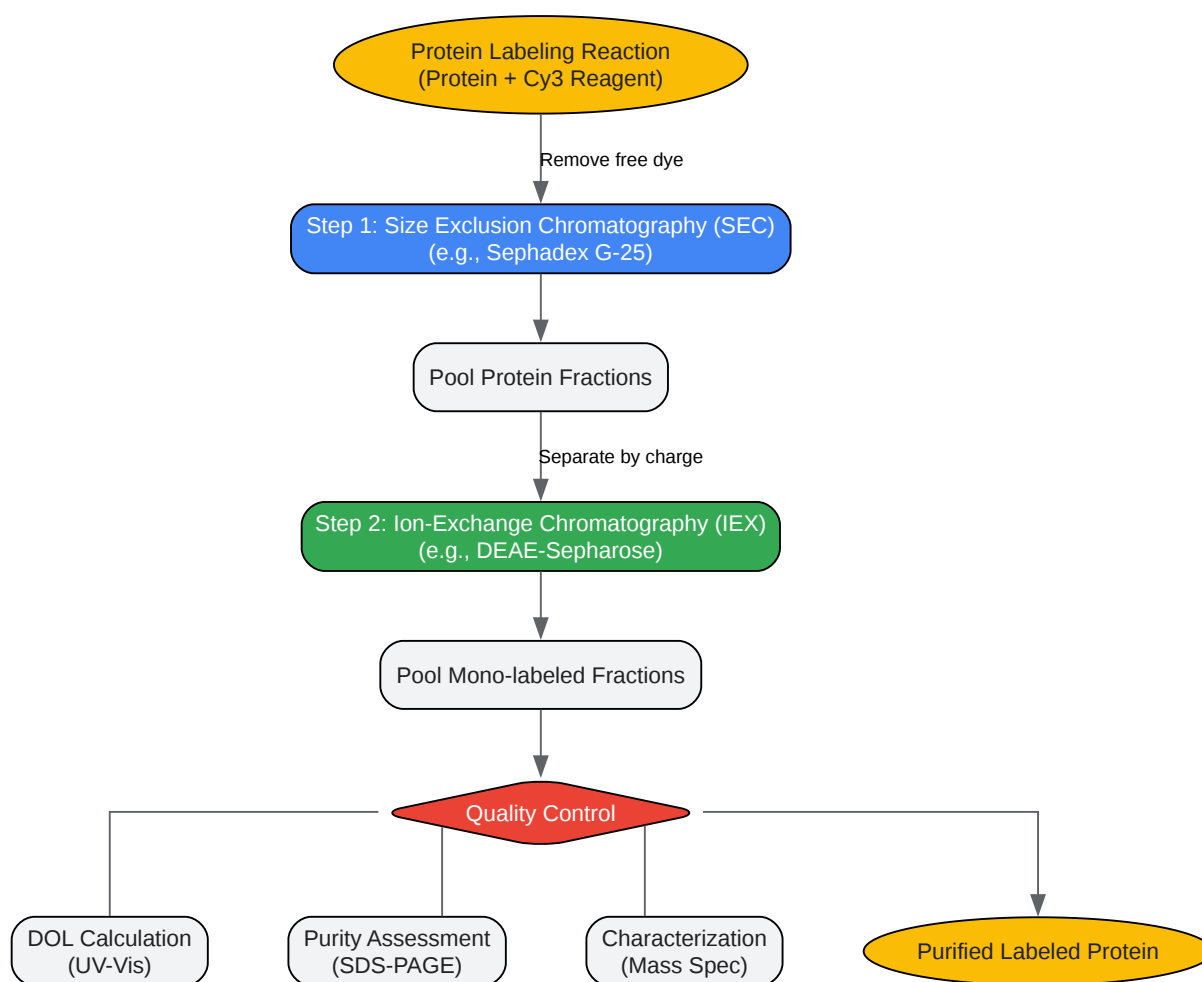 Protein Labeling Reaction
(Protein + Cy3 Reagent)
Remove free dye
Step 1: Size Exclusion Chromatography (SEC)
(e.g., Sephadex G-25)
Pool Protein Fractions
Separate by charge
Step 2: Ion-Exchange Chromatography (IEX)
(e.g., DEAE-Sepharose)
Pool Mono-labeled Fractions
Quality Control
DOL Calculation
(UV-Vis)
Purity Assessment
(SDS-PAGE)
Characterization
(Mass Spec)
Purified Labeled Protein